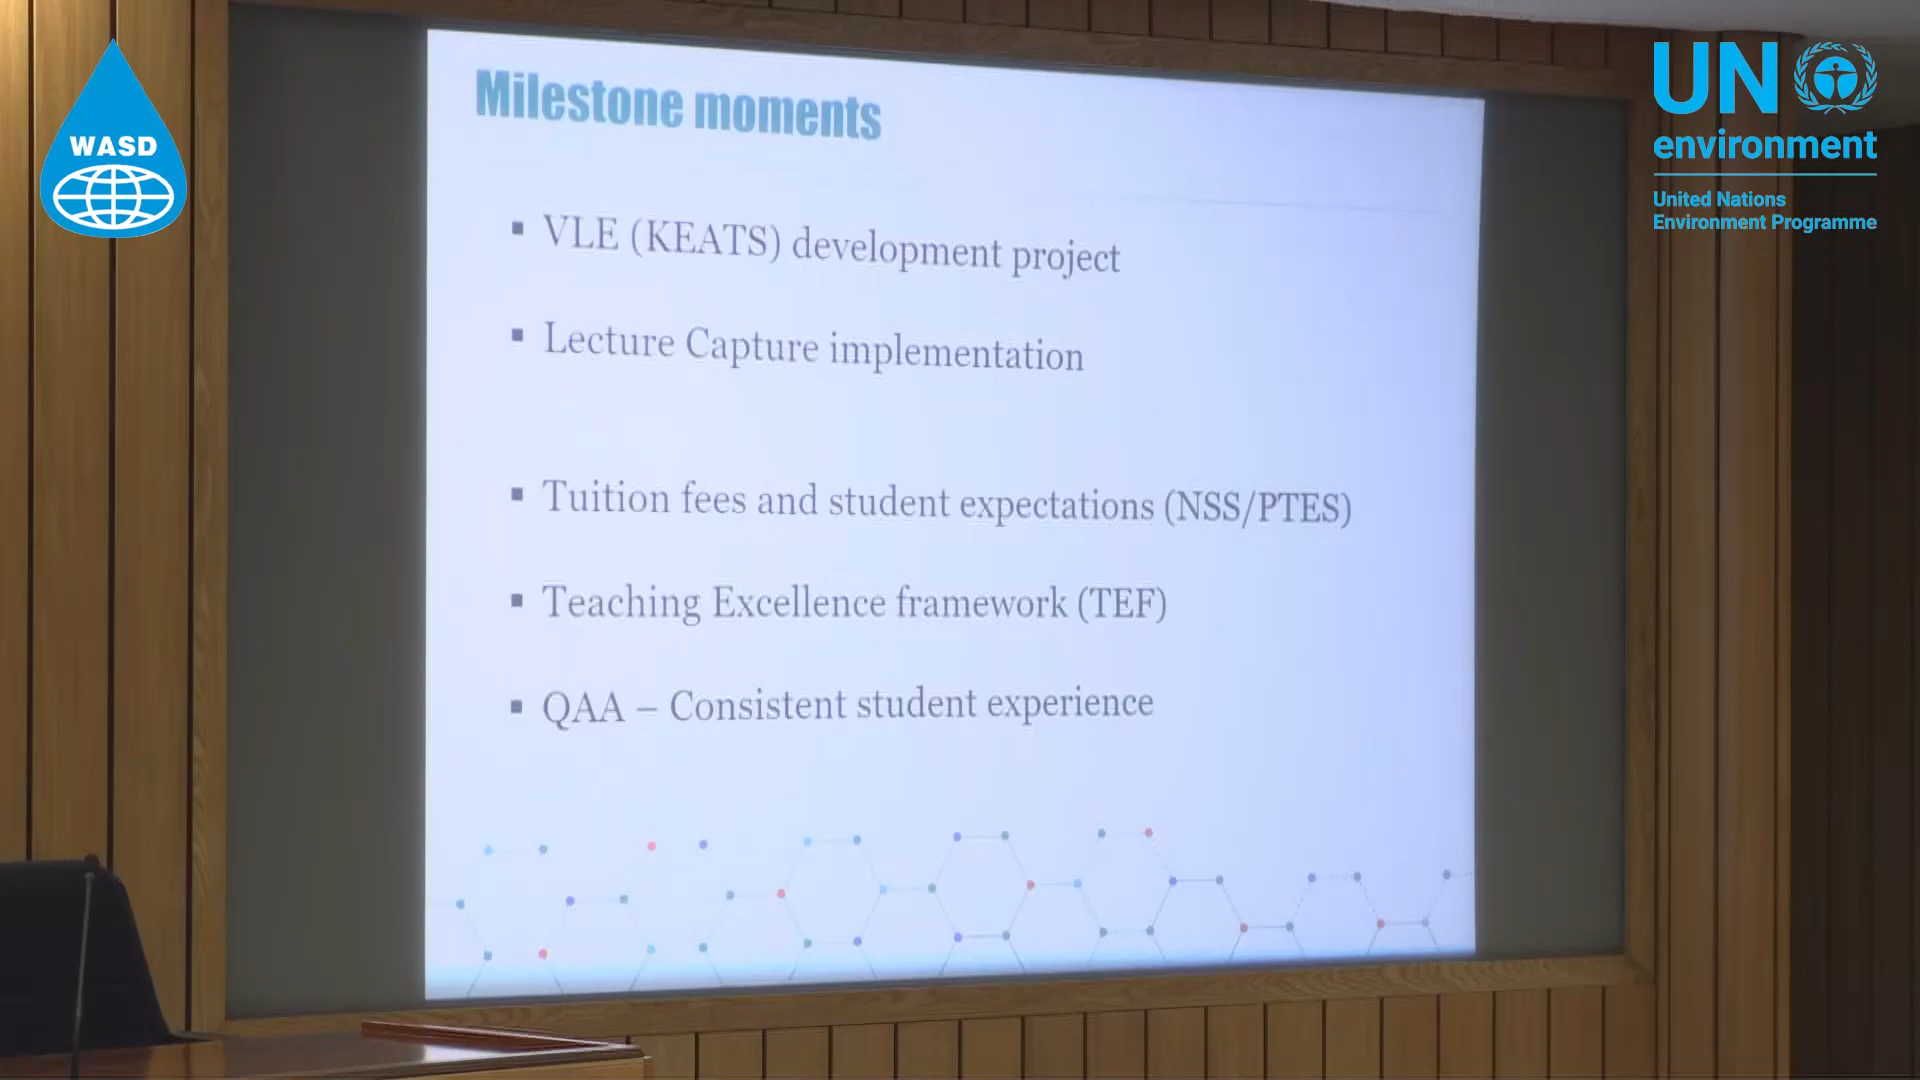 WASD
UN
environment
United Nations
Environment Programme
Milestone moments
▪ VLE (KEATS) development project
▪ Lecture Capture implementation
▪ Tuition fees and student expectations (NSS/PTES)
▪ Teaching Excellence framework (TEF)
▪ QAA – Consistent student experience